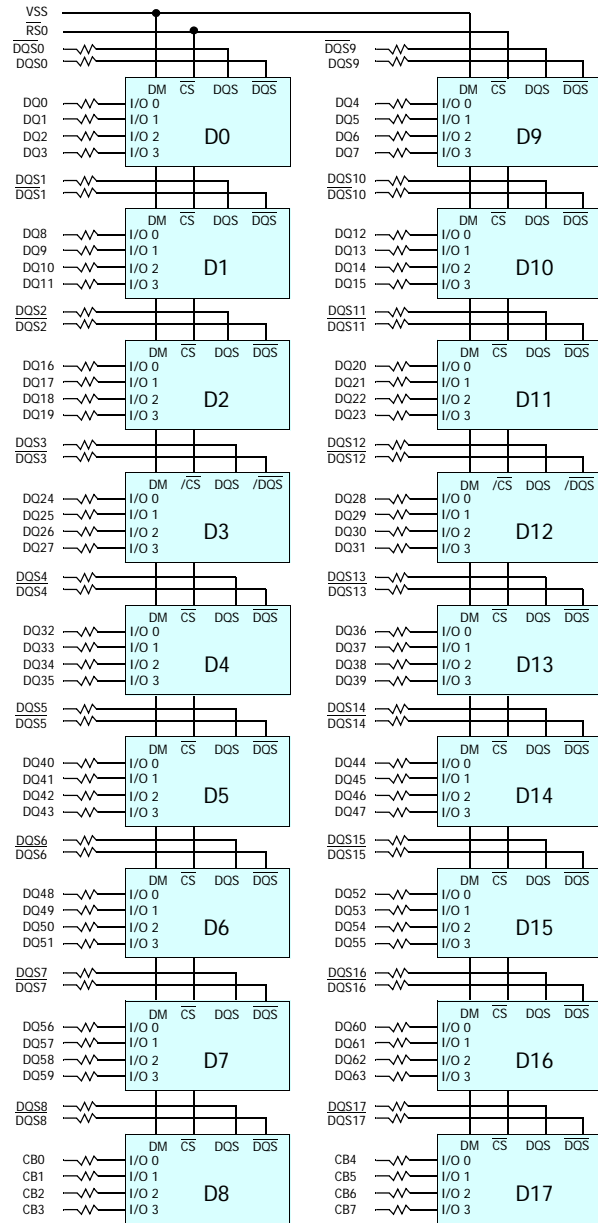 VSS
RS0
DQS0
DQS0
DM CS DQS DQS
DQ0 I/O 0
DQ1 I/O 1
DQ2 I/O 2
DQ3 I/O 3
D0
DQS1
DQS1
DM CS DQS DQS
DQ8 I/O 0
DQ9 I/O 1
DQ10 I/O 2
DQ11 I/O 3
D1
DQS2
DQS2
DM CS DQS DQS
DQ16 I/O 0
DQ17 I/O 1
DQ18 I/O 2
DQ19 I/O 3
D2
DQS3
DQS3
DM /CS DQS /DQS
DQ24 I/O 0
DQ25 I/O 1
DQ26 I/O 2
DQ27 I/O 3
D3
DQS4
DQS4
DM CS DQS DQS
DQ32 I/O 0
DQ33 I/O 1
DQ34 I/O 2
DQ35 I/O 3
D4
DQS5
DQS5
DM CS DQS DQS
DQ40 I/O 0
DQ41 I/O 1
DQ42 I/O 2
DQ43 I/O 3
D5
DQS6
DQS6
DM CS DQS DQS
DQ48 I/O 0
DQ49 I/O 1
DQ50 I/O 2
DQ51 I/O 3
D6
DQS7
DQS7
DM CS DQS DQS
DQ56 I/O 0
DQ57 I/O 1
DQ58 I/O 2
DQ59 I/O 3
D7
DQS8
DQS8
DM CS DQS DQS
CB0 I/O 0
CB1 I/O 1
CB2 I/O 2
CB3 I/O 3
D8
DQS9
DQS9
DM CS DQS DQS
DQ4 I/O 0
DQ5 I/O 1
DQ6 I/O 2
DQ7 I/O 3
D9
DQS10
DQS10
DM CS DQS DQS
DQ12 I/O 0
DQ13 I/O 1
DQ14 I/O 2
DQ15 I/O 3
D10
DQS11
DQS11
DM CS DQS DQS
DQ20 I/O 0
DQ21 I/O 1
DQ22 I/O 2
DQ23 I/O 3
D11
DQS12
DQS12
DM /CS DQS /DQS
DQ28 I/O 0
DQ29 I/O 1
DQ30 I/O 2
DQ31 I/O 3
D12
DQS13
DQS13
DM CS DQS DQS
DQ36 I/O 0
DQ37 I/O 1
DQ38 I/O 2
DQ39 I/O 3
D13
DQS14
DQS14
DM CS DQS DQS
DQ44 I/O 0
DQ45 I/O 1
DQ46 I/O 2
DQ47 I/O 3
D14
DQS15
DQS15
DM CS DQS DQS
DQ52 I/O 0
DQ53 I/O 1
DQ54 I/O 2
DQ55 I/O 3
D15
DQS16
DQS16
DM CS DQS DQS
DQ60 I/O 0
DQ61 I/O 1
DQ62 I/O 2
DQ63 I/O 3
D16
DQS17
DQS17
DM CS DQS DQS
CB4 I/O 0
CB5 I/O 1
CB6 I/O 2
CB7 I/O 3
D17